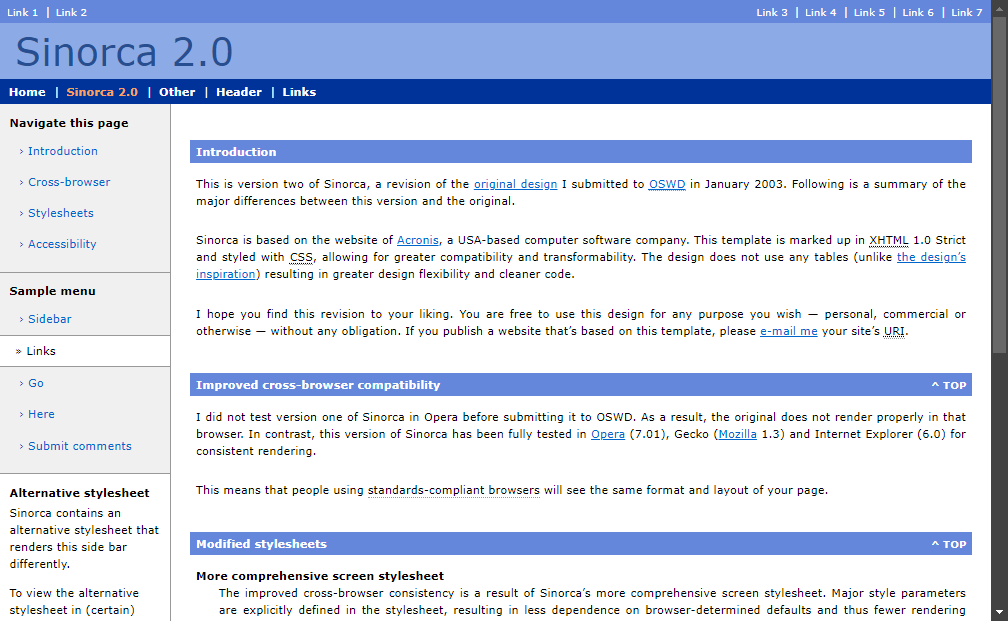 Link 1 | Link 2
Link 3 | Link 4 | Link 5 | Link 6 | Link 7
Sinorca 2.0
Home | Sinorca 2.0 | Other | Header | Links
Navigate this page
› Introduction
› Cross-browser
› Stylesheets
› Accessibility
Sample menu
› Sidebar
» Links
› Go
› Here
› Submit comments
Alternative stylesheet
Sinorca contains an
alternative stylesheet that
renders this side bar
differently.
To view the alternative
stylesheet in (certain)
Introduction
This is version two of Sinorca, a revision of the original design I submitted to OSWD in January 2003. Following is a summary of the
major differences between this version and the original.
Sinorca is based on the website of Acronis, a USA-based computer software company. This template is marked up in XHTML 1.0 Strict
and styled with CSS, allowing for greater compatibility and transformability. The design does not use any tables (unlike the design’s
inspiration) resulting in greater design flexibility and cleaner code.
I hope you find this revision to your liking. You are free to use this design for any purpose you wish — personal, commercial or
otherwise — without any obligation. If you publish a website that’s based on this template, please e-mail me your site’s URI.
Improved cross-browser compatibility ^ TOP
I did not test version one of Sinorca in Opera before submitting it to OSWD. As a result, the original does not render properly in that
browser. In contrast, this version of Sinorca has been fully tested in Opera (7.01), Gecko (Mozilla 1.3) and Internet Explorer (6.0) for
consistent rendering.
This means that people using standards-compliant browsers will see the same format and layout of your page.
Modified stylesheets ^ TOP
More comprehensive screen stylesheet
The improved cross-browser consistency is a result of Sinorca’s more comprehensive screen stylesheet. Major style parameters
are explicitly defined in the stylesheet, resulting in less dependence on browser-determined defaults and thus fewer rendering